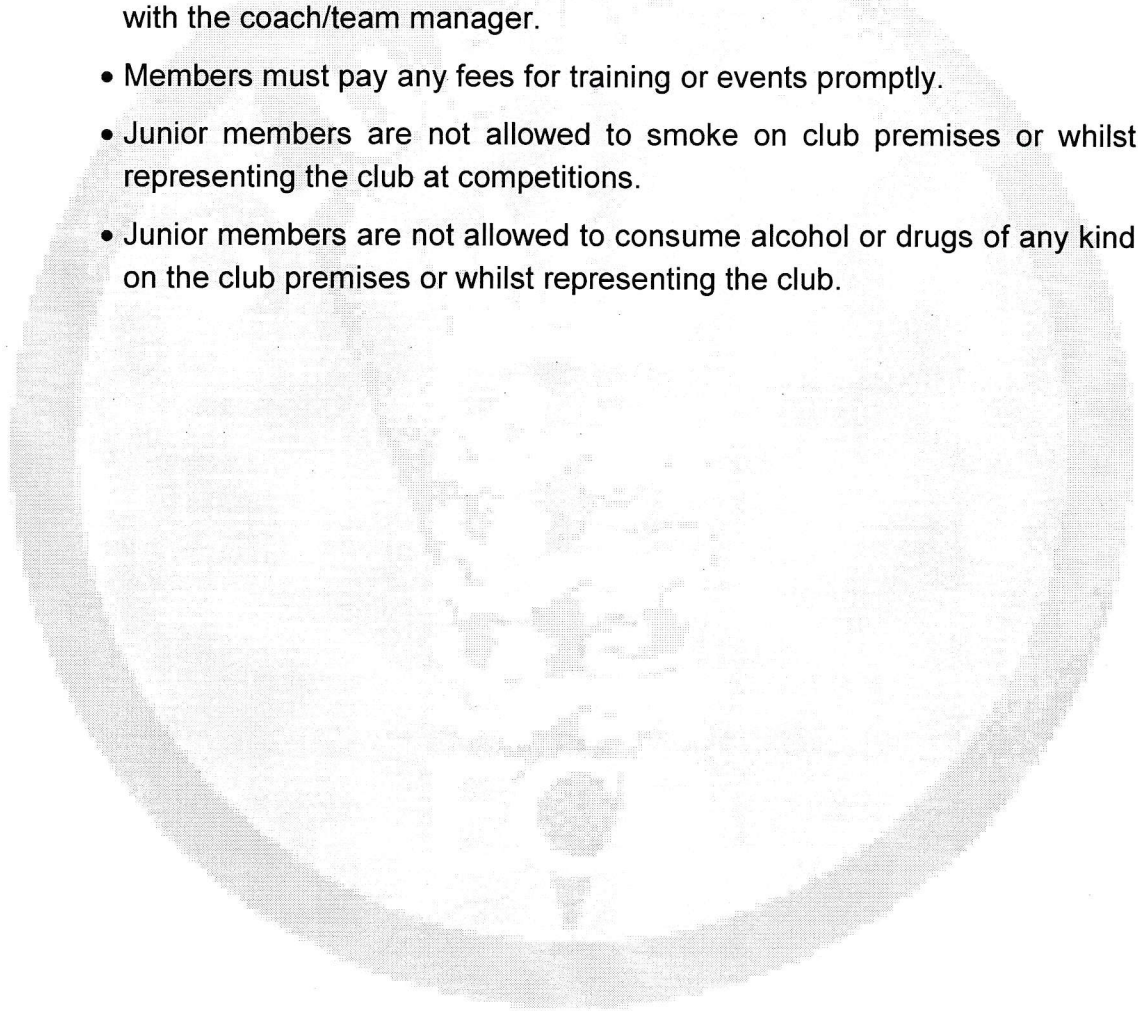 with the coach/team manager.
• Members must pay any fees for training or events promptly.
• Junior members are not allowed to smoke on club premises or whilst
representing the club at competitions.
• Junior members are not allowed to consume alcohol or drugs of any kind
on the club premises or whilst representing the club.